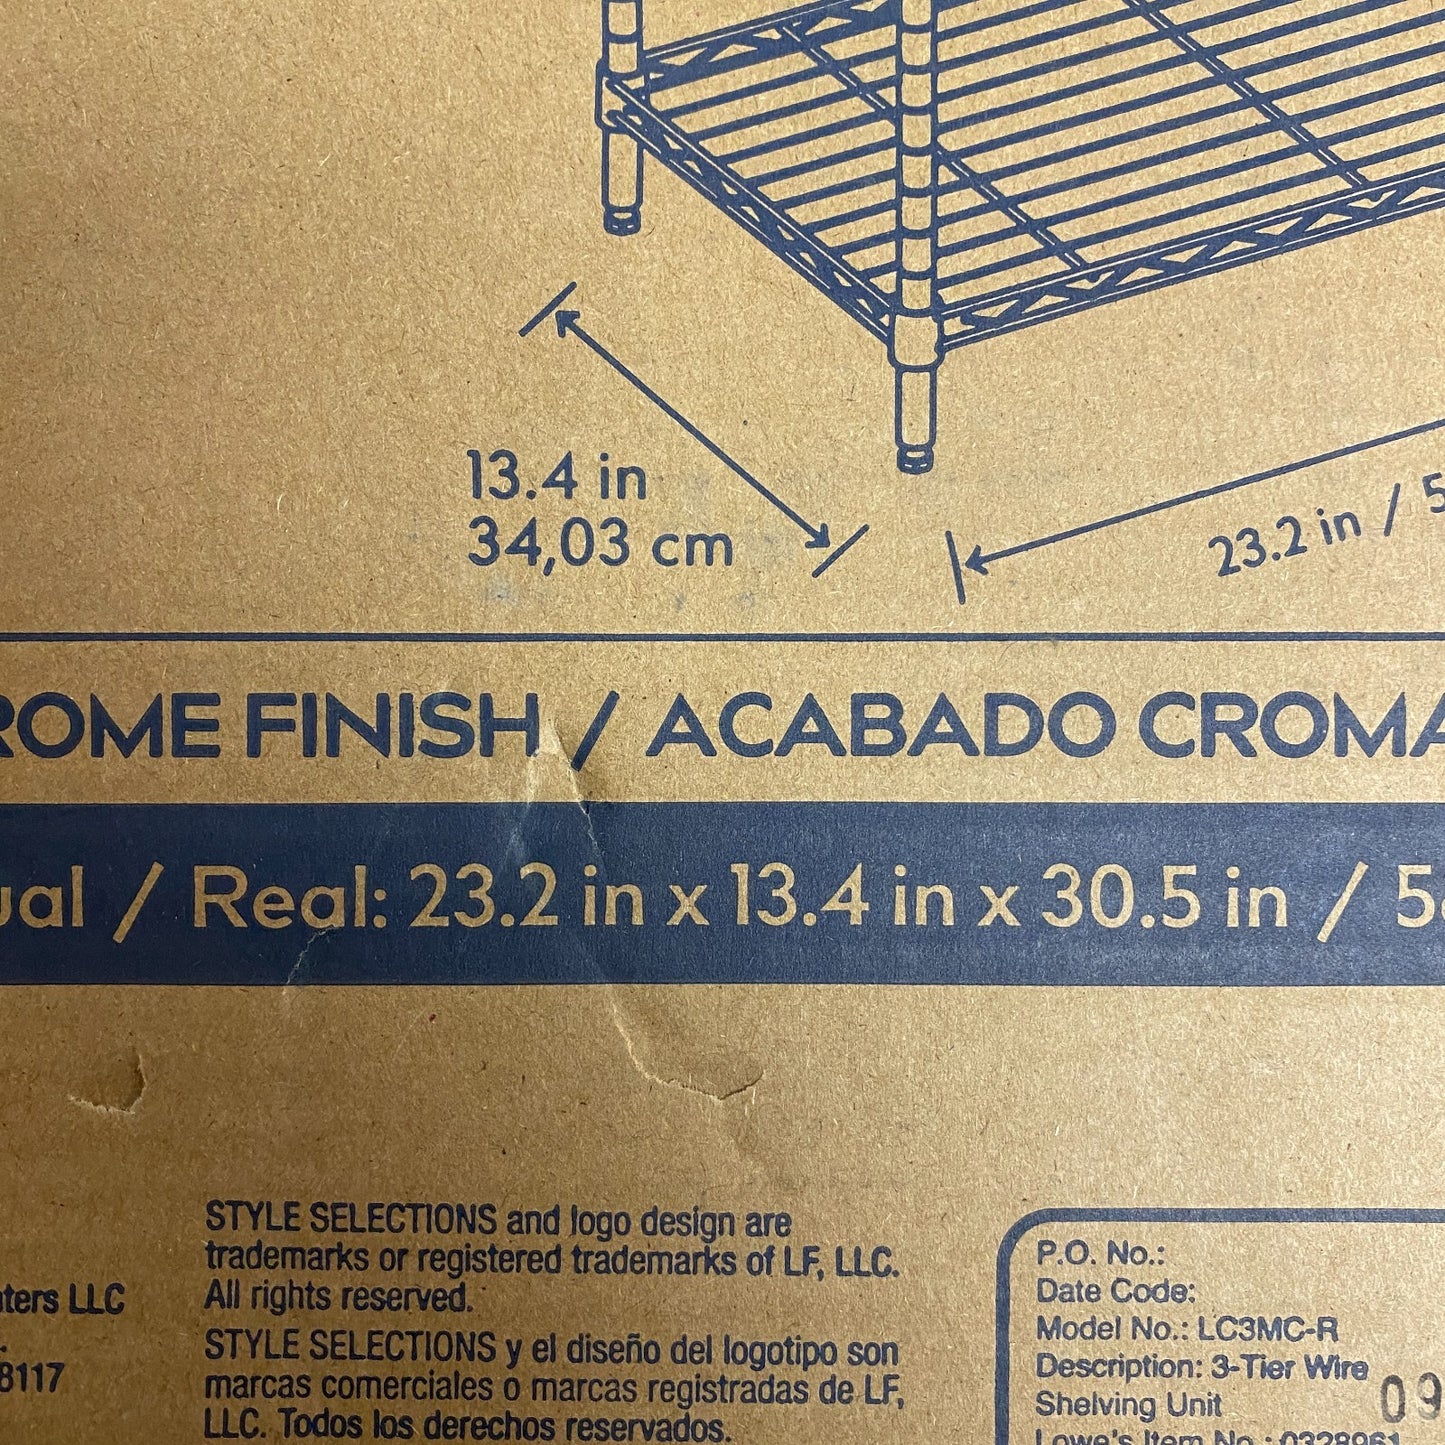 13.4 in
34,03 cm
23.2 in / 5
ROME FINISH / ACABADO CROMA
ual / Real: 23.2 in x 13.4 in x 30.5 in / 5
STYLE SELECTIONS and logo design are
trademarks or registered trademarks of LF, LLC.
All rights reserved.
STYLE SELECTIONS y el diseño del logotipo son
marcas comerciales o marcas registradas de LF,
LLC. Todos los derechos reservados.
nters LLC
8117
P.O. No.:
Date Code:
Model No.: LC3MC-R
Description: 3-Tier Wire
Shelving Unit
09
Lowe's Item No.: 0328961